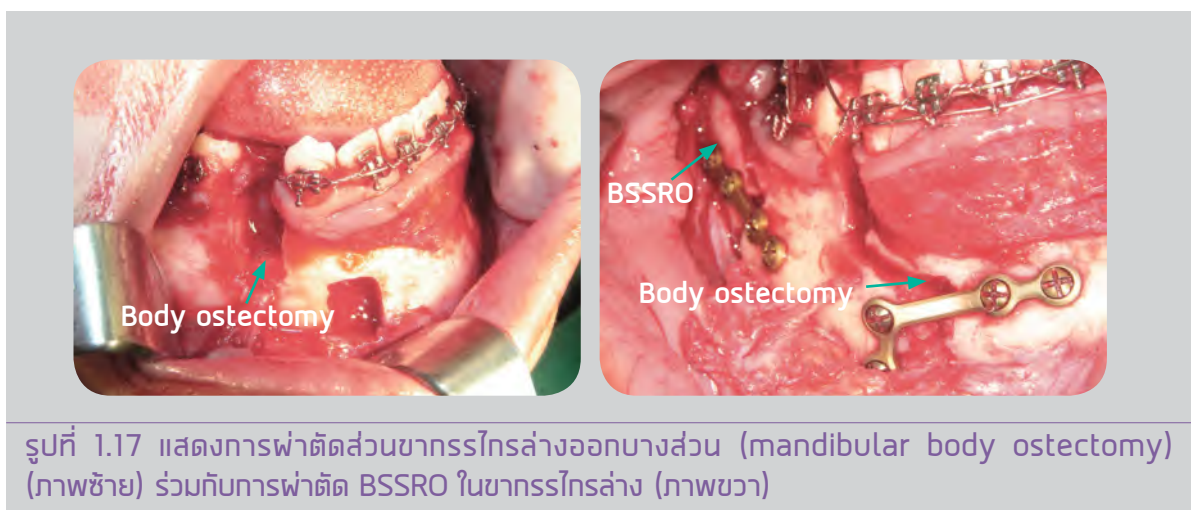 Body ostectomy
BSSRO
Body ostectomy
รูปที่ 1.17 แสดงการผ่าตัดส่วนขากรรไกรล่างออกบางส่วน (mandibular body ostectomy)
(ภาพซ้าย) ร่วมกับการผ่าตัด BSSRO ในขากรรไกรล่าง (ภาพขวา)